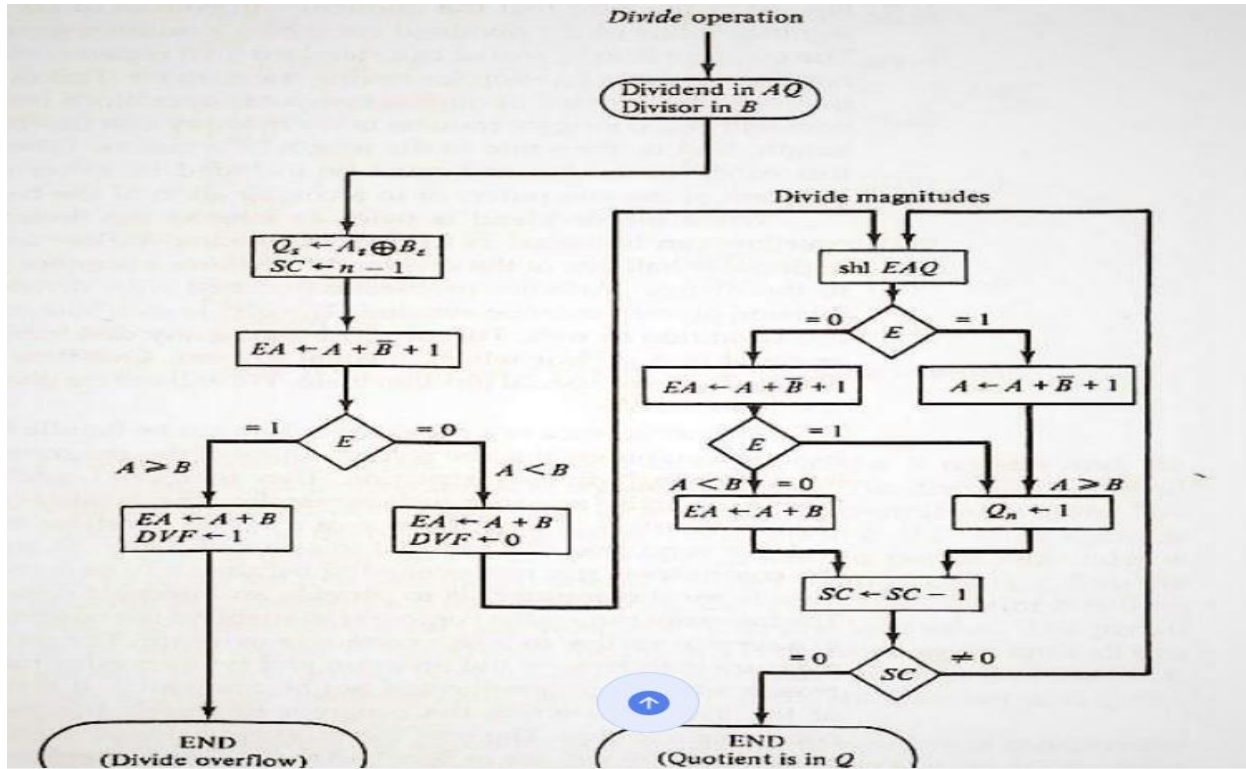 Divide operation
Dividend in AQ
Divisor in B
Divide magnitudes
Qₛ ← Aₛ ⊕ Bₛ
SC ← n − 1
shl EAQ
= 0
E
= 1
EA ← A + B̅ + 1
EA ← A + B̅ + 1
A ← A + B̅ + 1
= 1
E
= 0
E
= 1
A ⩾ B
A < B
A < B
= 0
A ⩾ B
EA ← A + B
DVF ← 1
EA ← A + B
DVF ← 0
EA ← A + B
Qₙ ← 1
SC ← SC − 1
= 0
SC
≠ 0
END
(Divide overflow)
END
(Quotient is in Q